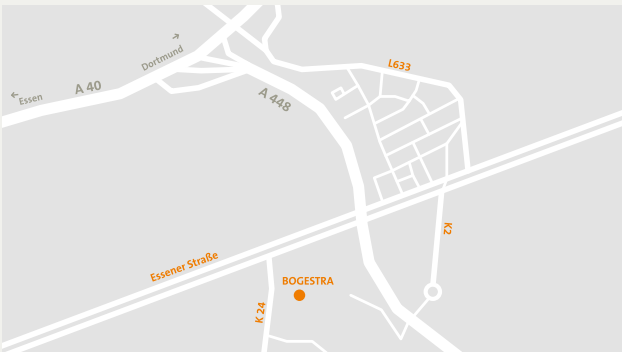 Dortmund
L633
A 40
Essen
A 448
K2
Essener Straße
BOGESTRA
K 24